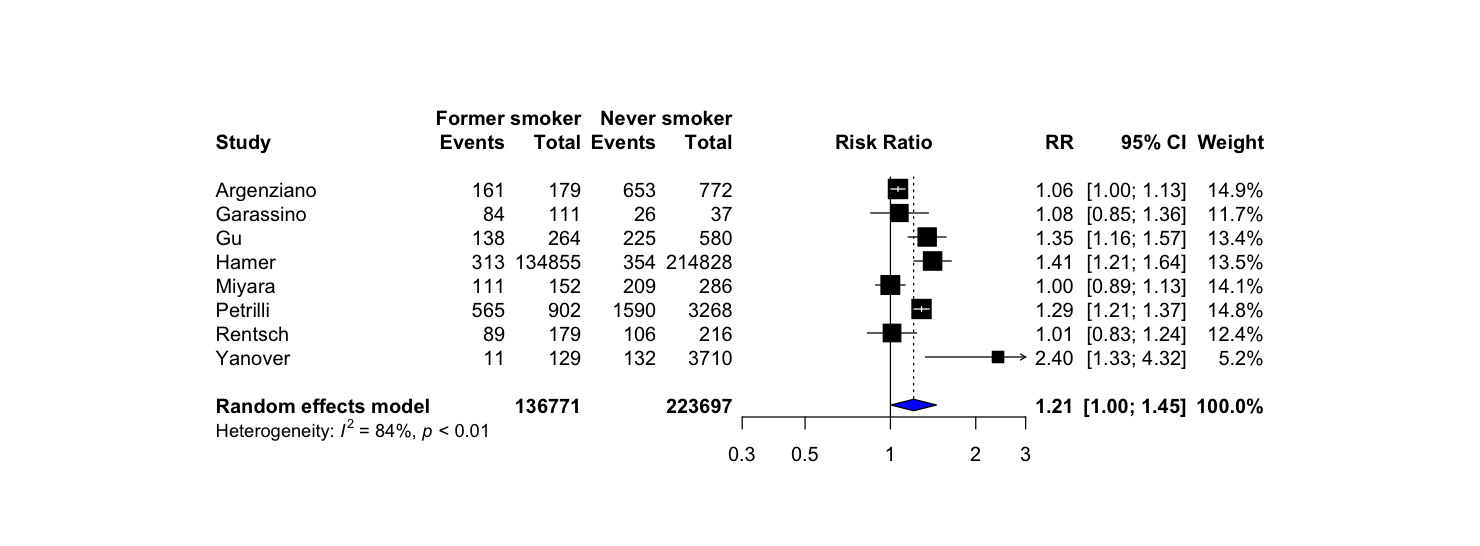 Former smoker Never smoker
Study Events Total Events Total Risk Ratio RR 95% CI Weight
Argenziano 161 179 653 772 1.06 [1.00; 1.13] 14.9%
Garassino 84 111 26 37 1.08 [0.85; 1.36] 11.7%
Gu 138 264 225 580 1.35 [1.16; 1.57] 13.4%
Hamer 313 134855 354 214828 1.41 [1.21; 1.64] 13.5%
Miyara 111 152 209 286 1.00 [0.89; 1.13] 14.1%
Petrilli 565 902 1590 3268 1.29 [1.21; 1.37] 14.8%
Rentsch 89 179 106 216 1.01 [0.83; 1.24] 12.4%
Yanover 11 129 132 3710 2.40 [1.33; 4.32] 5.2%
Random effects model 136771 223697 1.21 [1.00; 1.45] 100.0%
Heterogeneity: I² = 84%, p < 0.01
0.3 0.5 1 2 3